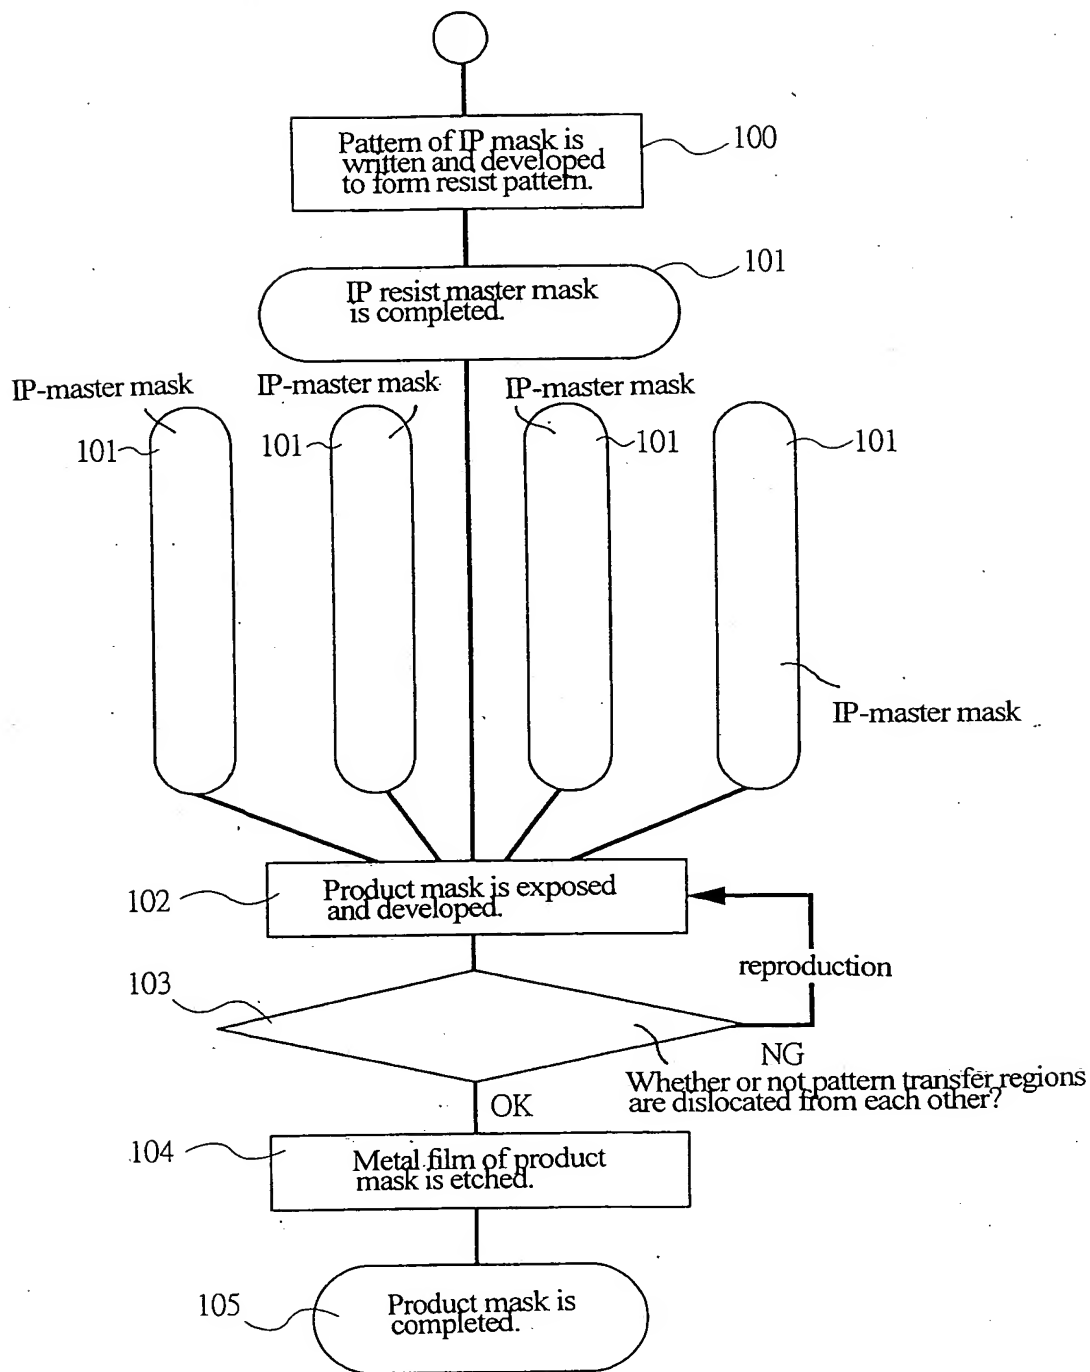 Pattern of IP mask is
written and developed
to form resist pattern.
100
IP resist master mask
is completed.
101
IP-master mask
IP-master mask
IP-master mask
101
101
101
101
IP-master mask
102
Product mask is exposed
and developed.
reproduction
103
NG
Whether or not pattern transfer regions
are dislocated from each other?
OK
104
Metal film of product
mask is etched.
105
Product mask is
completed.